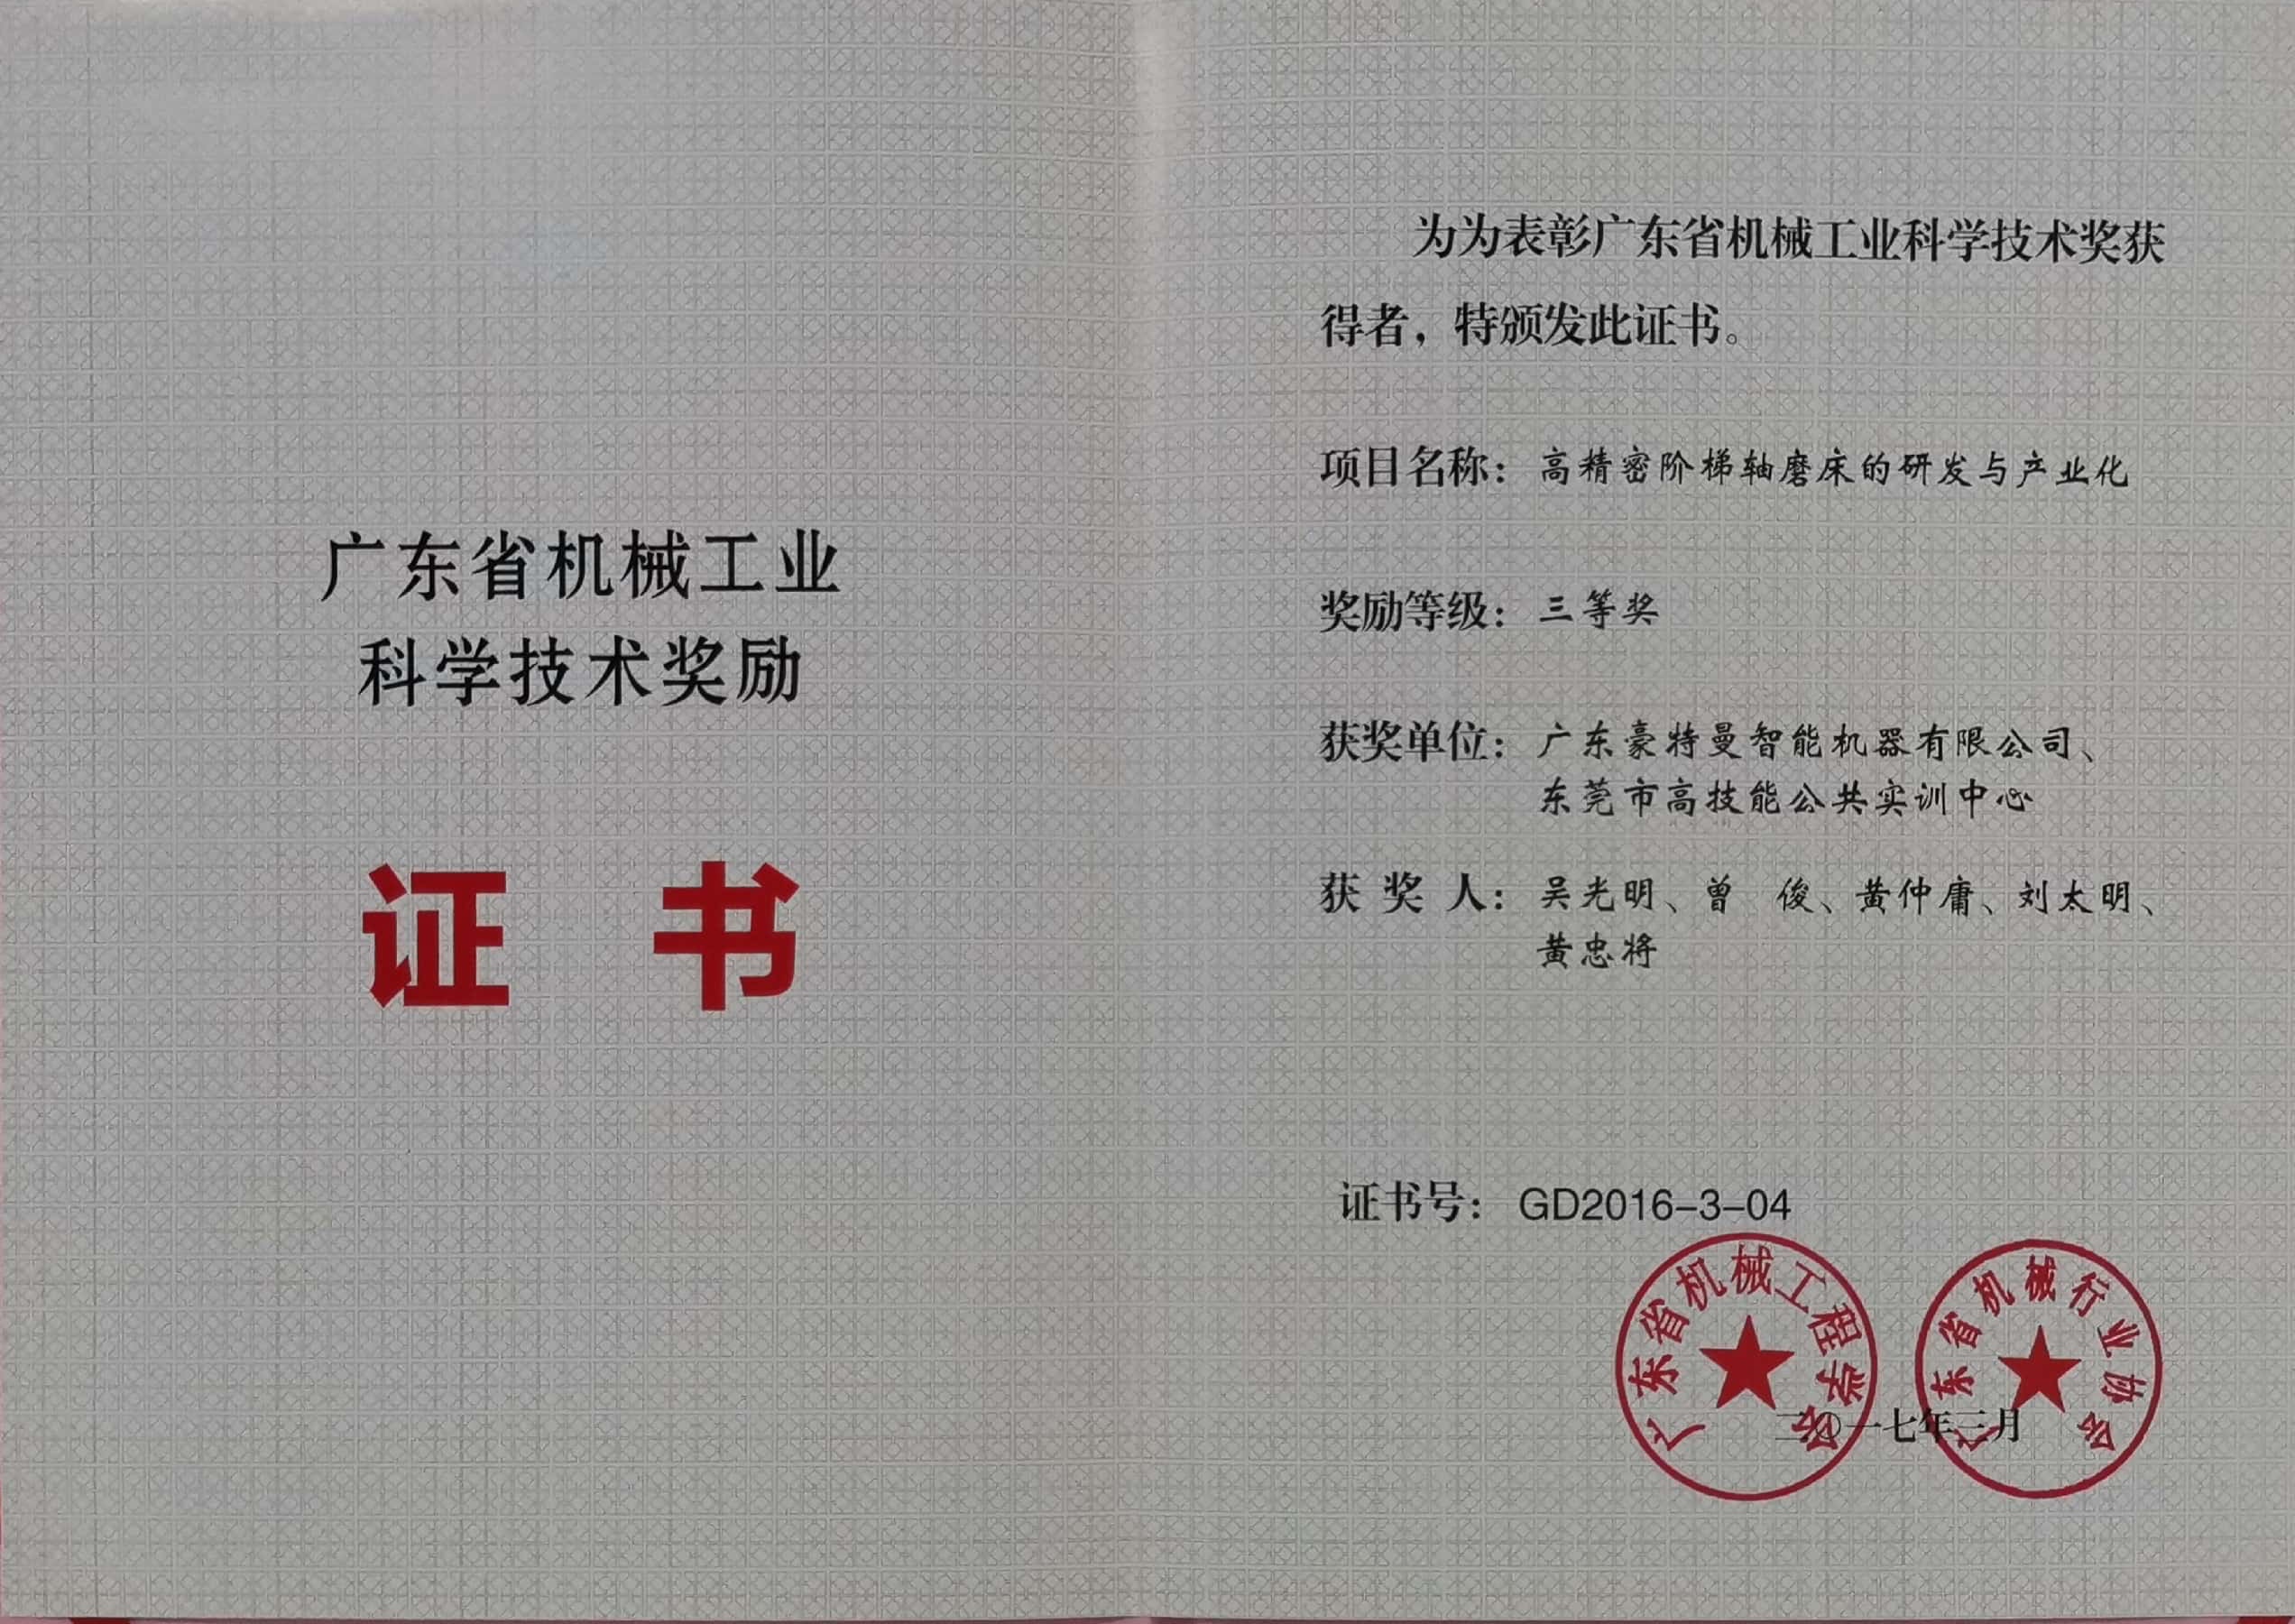 广东省机械工业
科学技术奖励
证 书
为为表彰广东省机械工业科学技术奖获
得者，特颁发此证书。
项目名称：高精密阶梯轴磨床的研发与产业化
奖励等级：三等奖
获奖单位：广东豪特曼智能机器有限公司、
东莞市高技能公共实训中心
获 奖 人：吴光明、曾　俊、黄仲庸、刘太明、
黄忠将
证书号： GD2016-3-04
广东省机械工程学会
广东省机械行业协会
二〇一七年三月